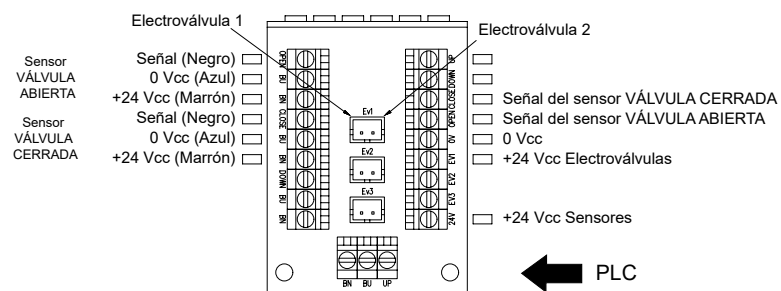 Electroválvula 1
Electroválvula 2
Sensor
VÁLVULA
ABIERTA
Señal (Negro)
0 Vcc (Azul)
+24 Vcc (Marrón)
Sensor
VÁLVULA
CERRADA
Señal (Negro)
0 Vcc (Azul)
+24 Vcc (Marrón)
OPEN
BU
BN
CLOSE
BU
BN
DOWN
BU
BN
Ev1
Ev2
Ev3
UP
DOWN
CLOSE
OPEN
0V
EV1
EV2
EV3
24V
Señal del sensor VÁLVULA CERRADA
Señal del sensor VÁLVULA ABIERTA
0 Vcc
+24 Vcc Electroválvulas
+24 Vcc Sensores
BN BU UP
PLC